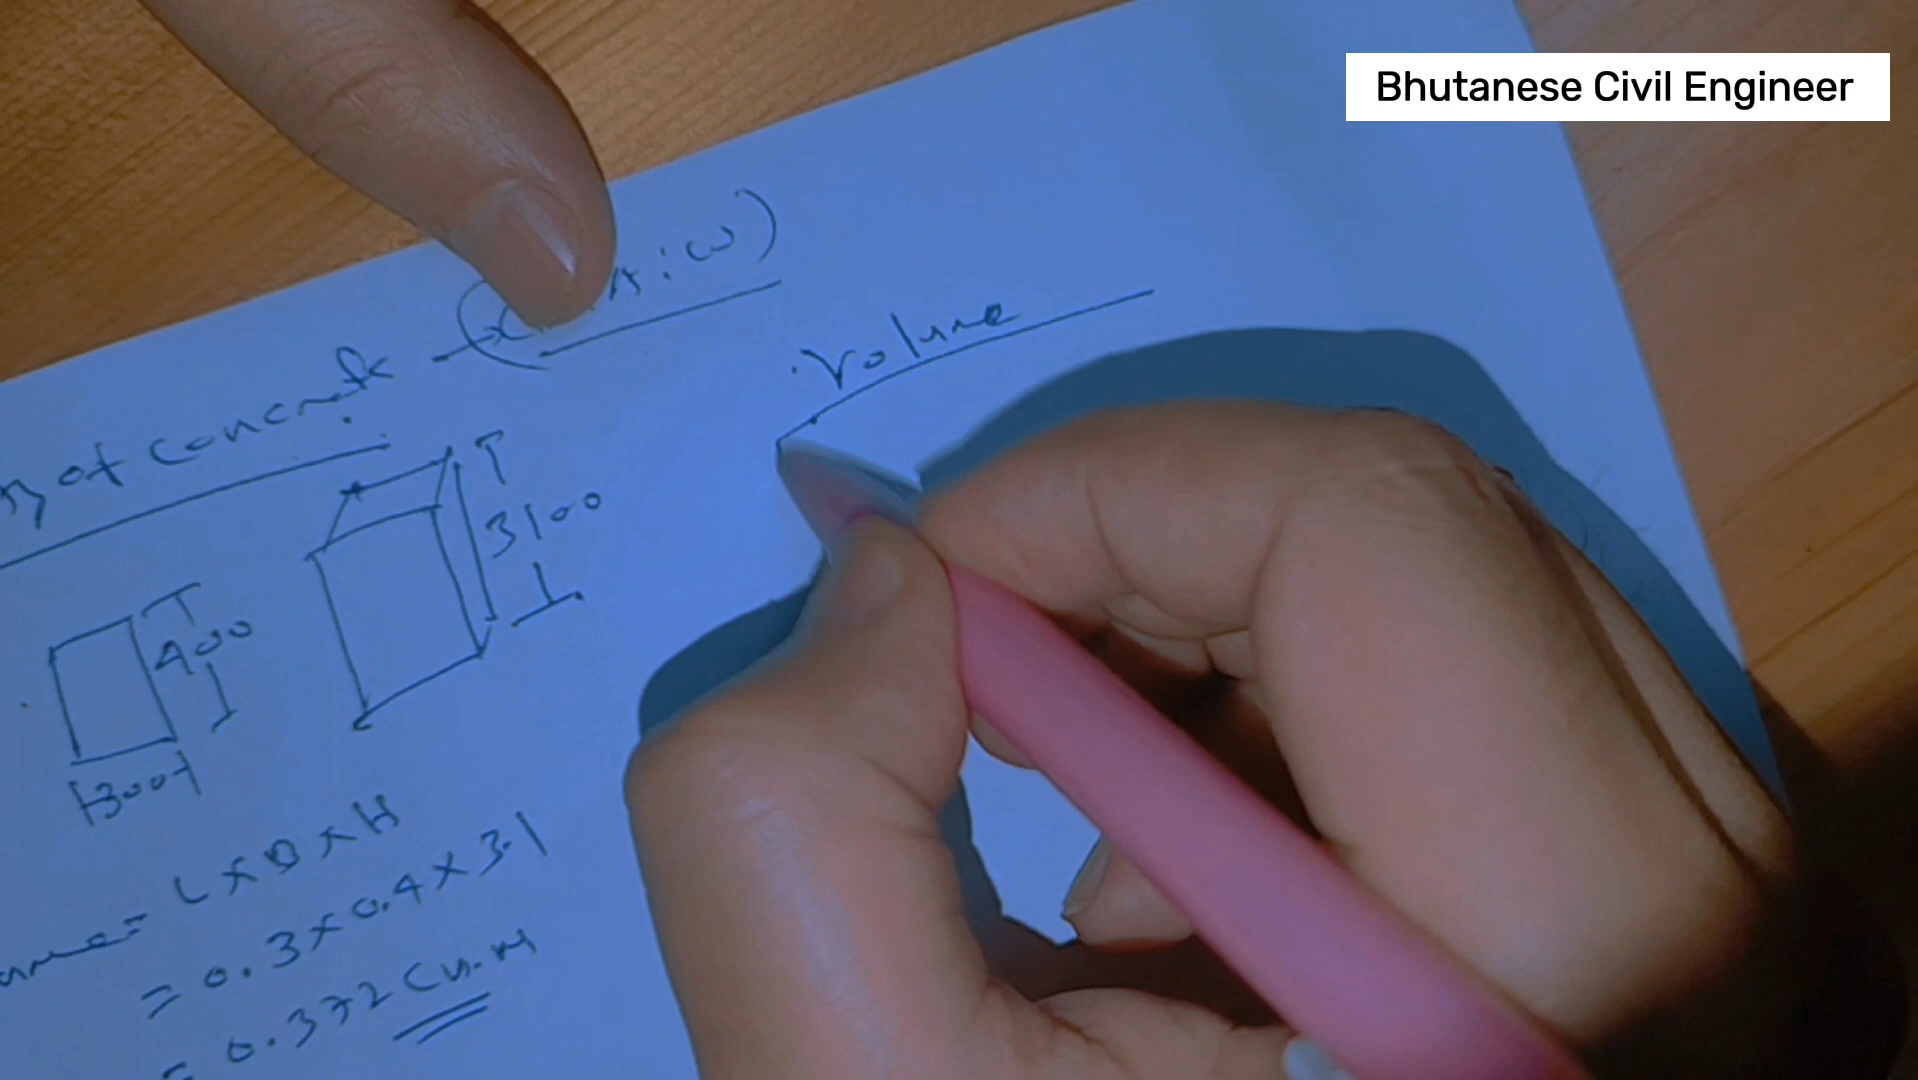 Bhutanese Civil Engineer
of concrete - ( A:W)
Volume
3100
400
300
= L x B x H
= 0.3 x 0.4 x 3.1
= 0.372 Cu.M